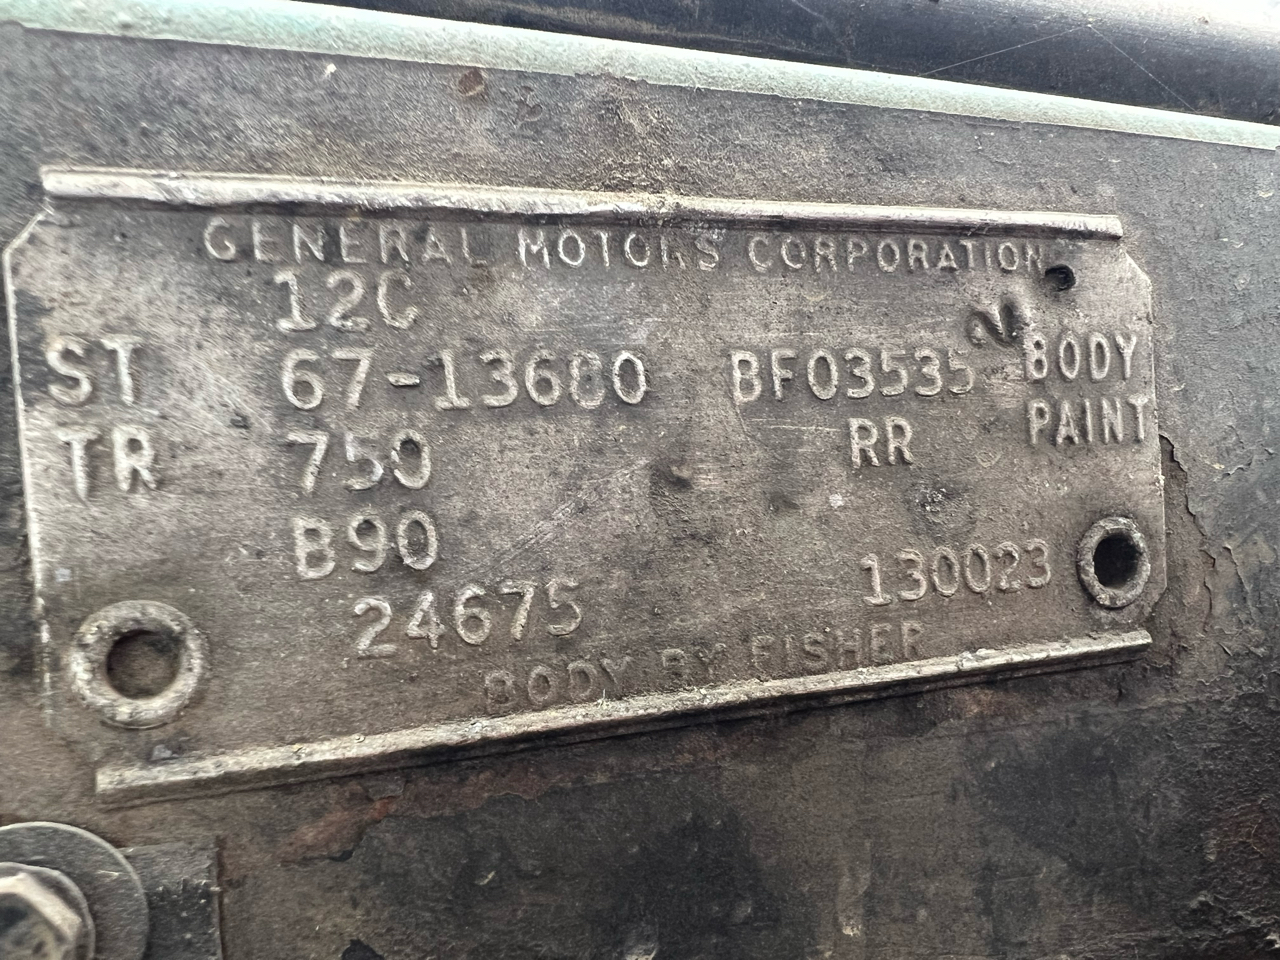 GENERAL MOTORS CORPORATION
12C
ST 67-13680 BF03535 BODY
TR 750 RR PAINT
B90
24675 130023
BODY BY FISHER